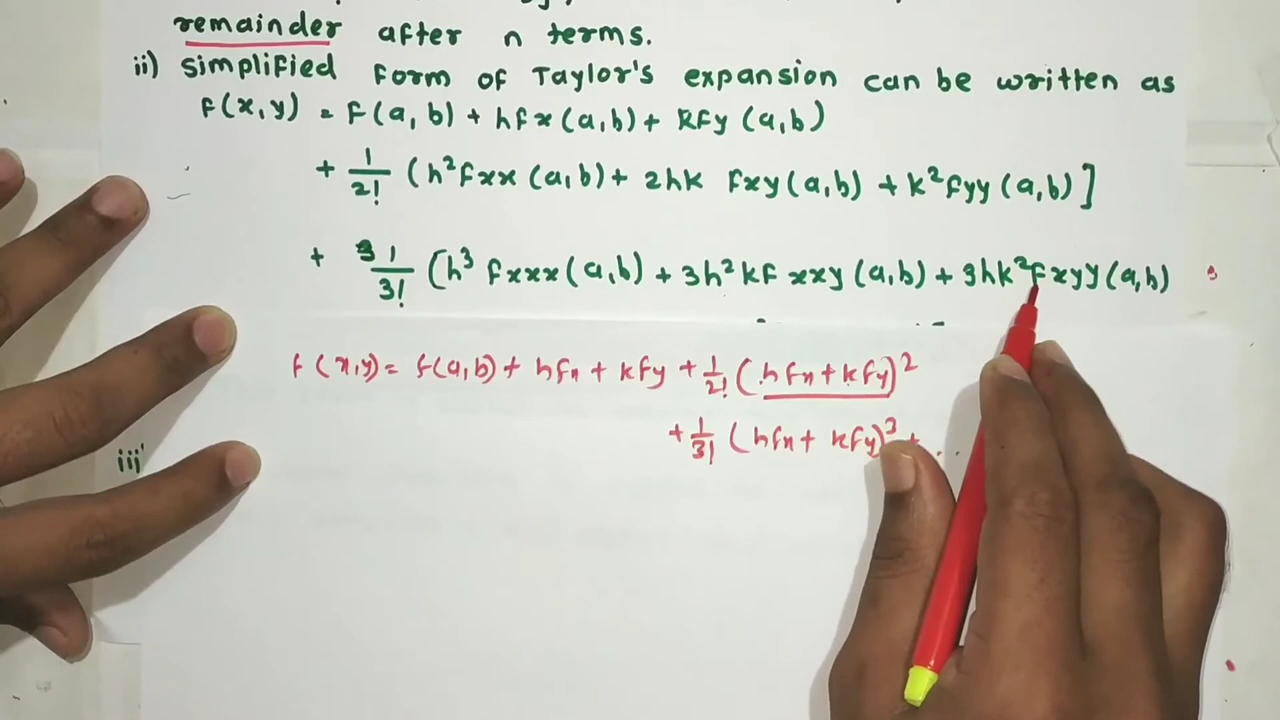 remainder after n terms.
ii) simplified form of Taylor's expansion can be written as
f(x,y) = f(a,b) + hfx(a,b) + kfy(a,b)
+ 1/2! (h²fxx(a,b) + 2hk fxy(a,b) + k²fyy(a,b)]
+ 1/3! (h³ fxxx(a,b) + 3h²kf xxy(a,b) + 3hk²fxyy(a,b)
f(x,y) = f(a,b) + hfx + kfy + 1/2! (hfx + kfy)²
+ 1/3! (hfx + kfy)³ + ...
iii